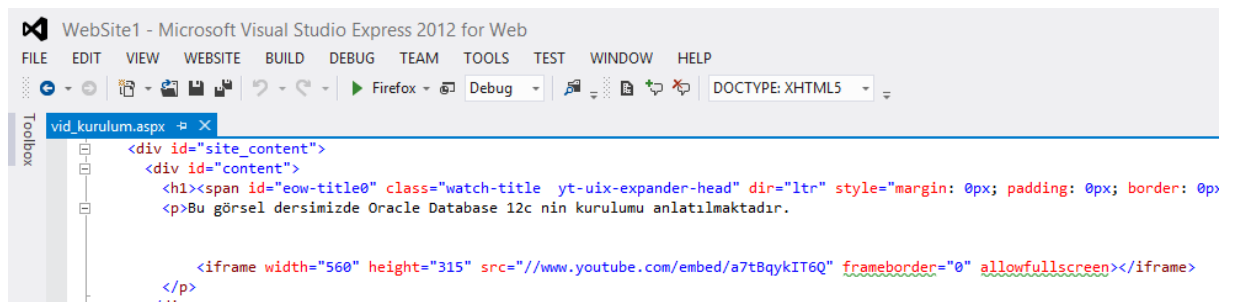 WebSite1 - Microsoft Visual Studio Express 2012 for Web
FILE EDIT VIEW WEBSITE BUILD DEBUG TEAM TOOLS TEST WINDOW HELP
Firefox Debug DOCTYPE: XHTML5
Toolbox
vid_kurulum.aspx
<div id="site_content">
<div id="content">
<h1><span id="eow-title0" class="watch-title  yt-uix-expander-head" dir="ltr" style="margin: 0px; padding: 0px; border: 0px
<p>Bu görsel dersimizde Oracle Database 12c nin kurulumu anlatılmaktadır.
<iframe width="560" height="315" src="//www.youtube.com/embed/a7tBqykIT6Q" frameborder="0" allowfullscreen></iframe>
</p>